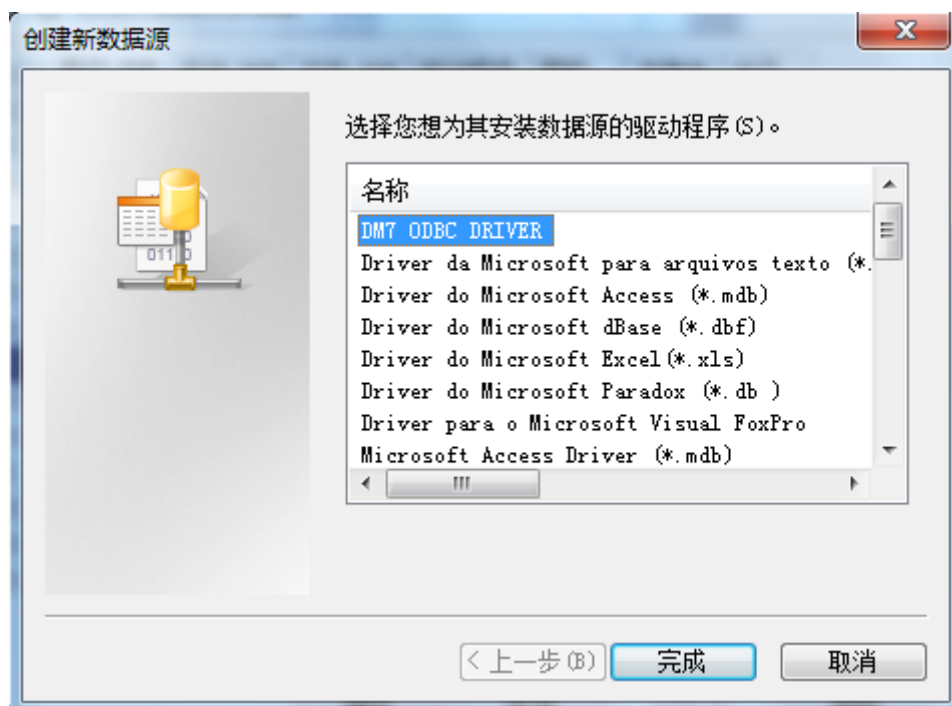 创建新数据源
选择您想为其安装数据源的驱动程序(S)。
名称
DM7 ODBC DRIVER
Driver da Microsoft para arquivos texto (*.
Driver do Microsoft Access (*.mdb)
Driver do Microsoft dBase (*.dbf)
Driver do Microsoft Excel(*.xls)
Driver do Microsoft Paradox (*.db )
Driver para o Microsoft Visual FoxPro
Microsoft Access Driver (*.mdb)
< 上一步(B) 完成 取消